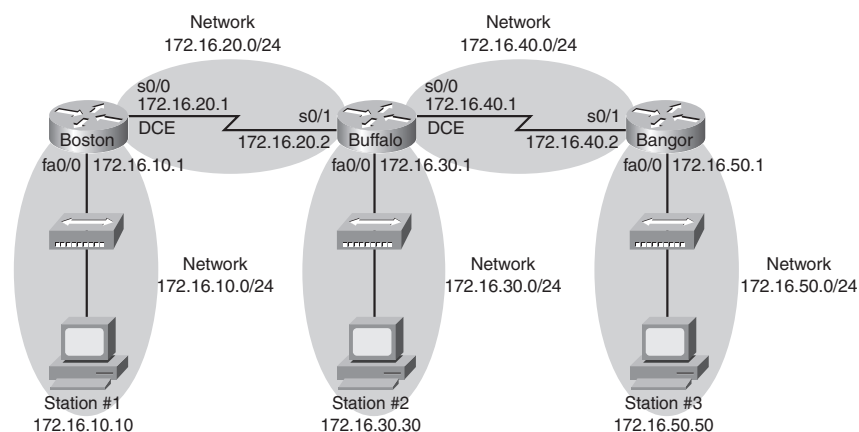 Network
172.16.20.0/24
Network
172.16.40.0/24
s0/0
172.16.20.1
DCE
s0/1
172.16.20.2
s0/0
172.16.40.1
DCE
s0/1
172.16.40.2
Boston
Buffalo
Bangor
fa0/0
172.16.10.1
fa0/0
172.16.30.1
fa0/0
172.16.50.1
Network
172.16.10.0/24
Network
172.16.30.0/24
Network
172.16.50.0/24
Station #1
172.16.10.10
Station #2
172.16.30.30
Station #3
172.16.50.50